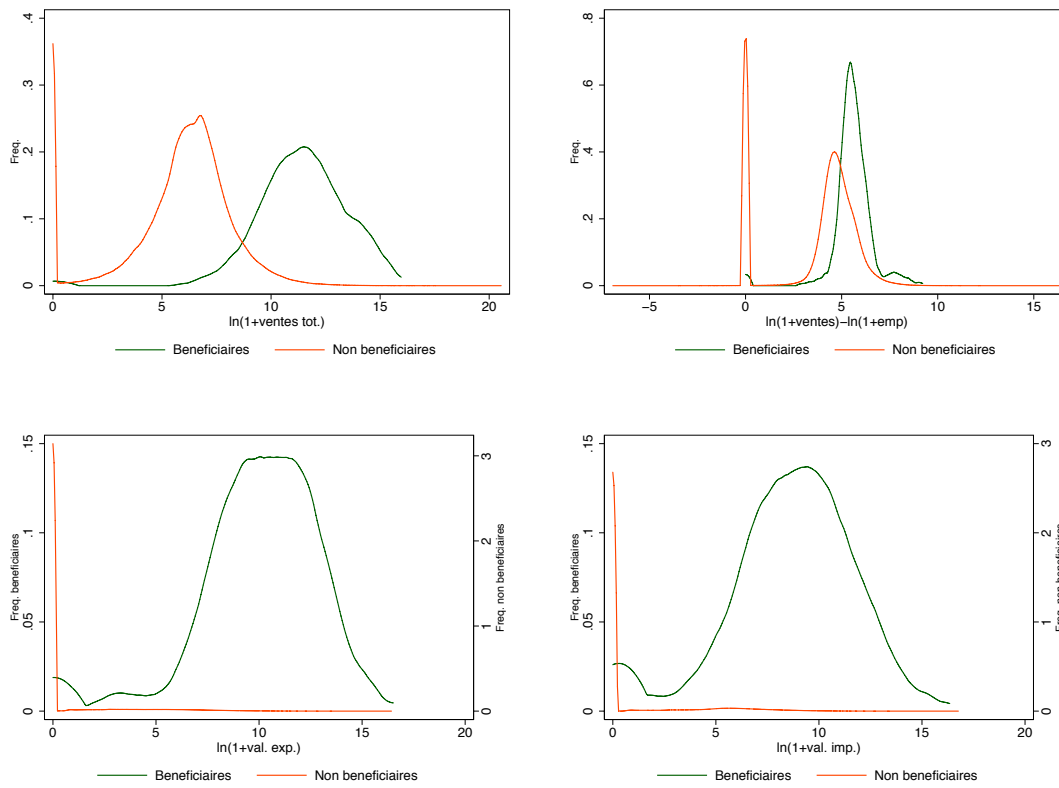 Freq.
0 .1 .2 .3 .4
0 5 10 15 20
ln(1+ventes tot.)
Beneficiaires Non beneficiaires
Freq.
0 .2 .4 .6 .8
−5 0 5 10 15
ln(1+ventes)−ln(1+emp)
Beneficiaires Non beneficiaires
Freq. beneficiaires
0 .05 .1 .15
Freq. non beneficiaires
0 1 2 3
0 5 10 15 20
ln(1+val. exp.)
Beneficiaires Non beneficiaires
Freq. beneficiaires
0 .05 .1 .15
Freq. non beneficiaires
0 1 2 3
0 5 10 15 20
ln(1+val. imp.)
Beneficiaires Non beneficiaires